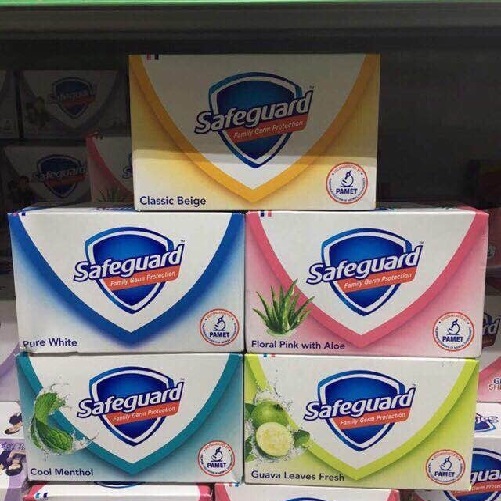 Safeguard
Family Germ Protection
PAMET
Classic Beige
Safeguard
Family Germ Protection
PAMET
Pure White
Safeguard
Family Germ Protection
PAMET
Floral Pink with Aloe
Safeguard
Family Germ Protection
PAMET
Cool Menthol
Safeguard
Family Germ Protection
PAMET
Guava Leaves Fresh